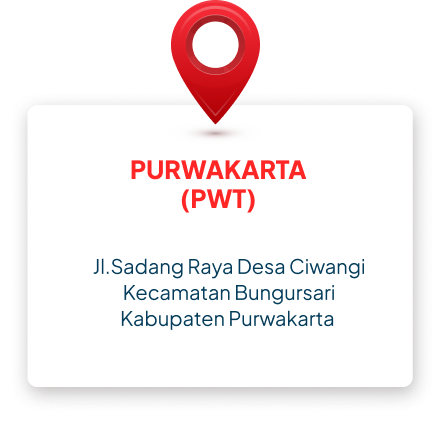 PURWAKARTA
(PWT)
Jl.Sadang Raya Desa Ciwangi
Kecamatan Bungursari
Kabupaten Purwakarta